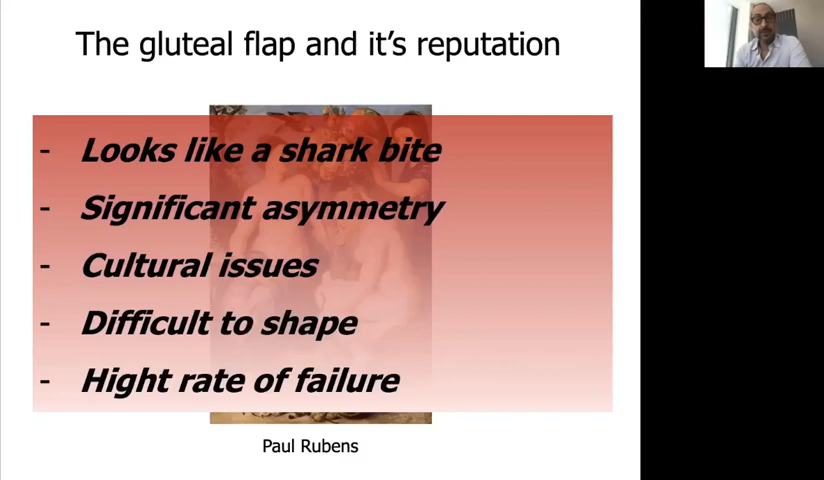 The gluteal flap and it’s reputation
- Looks like a shark bite
- Significant asymmetry
- Cultural issues
- Difficult to shape
- Hight rate of failure
Paul Rubens